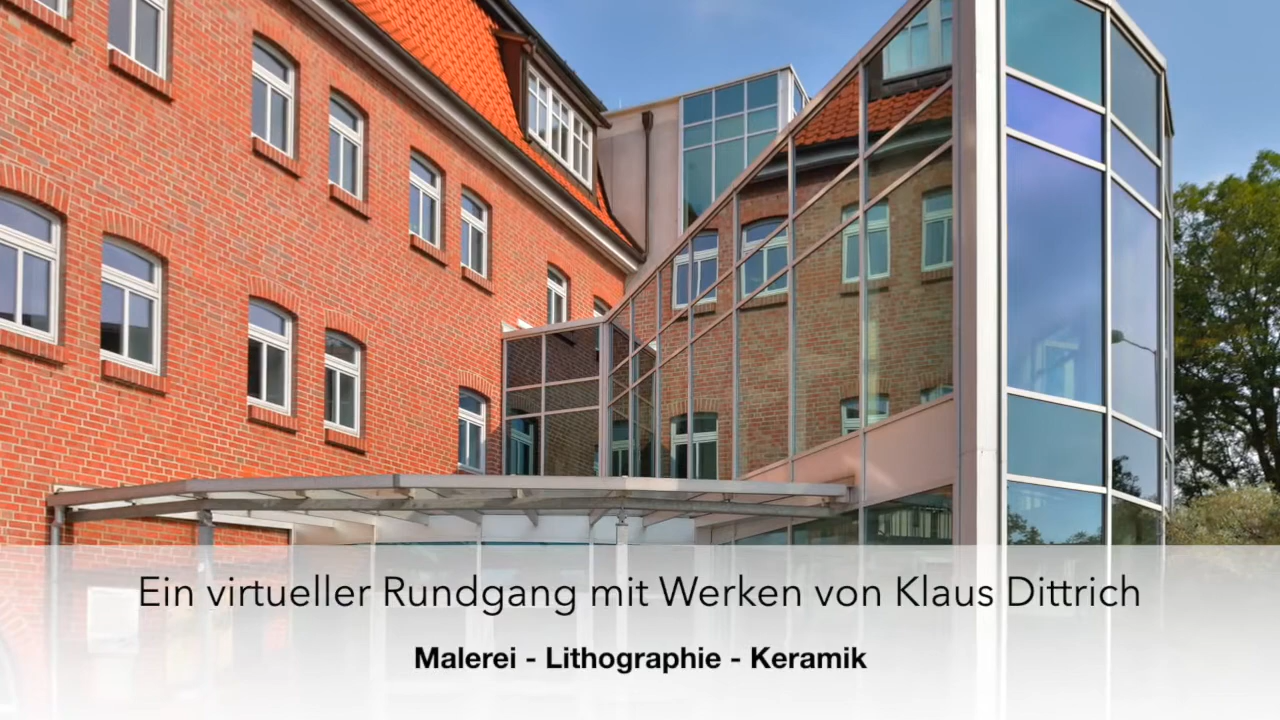 Ein virtueller Rundgang mit Werken von Klaus Dittrich
Malerei - Lithographie - Keramik